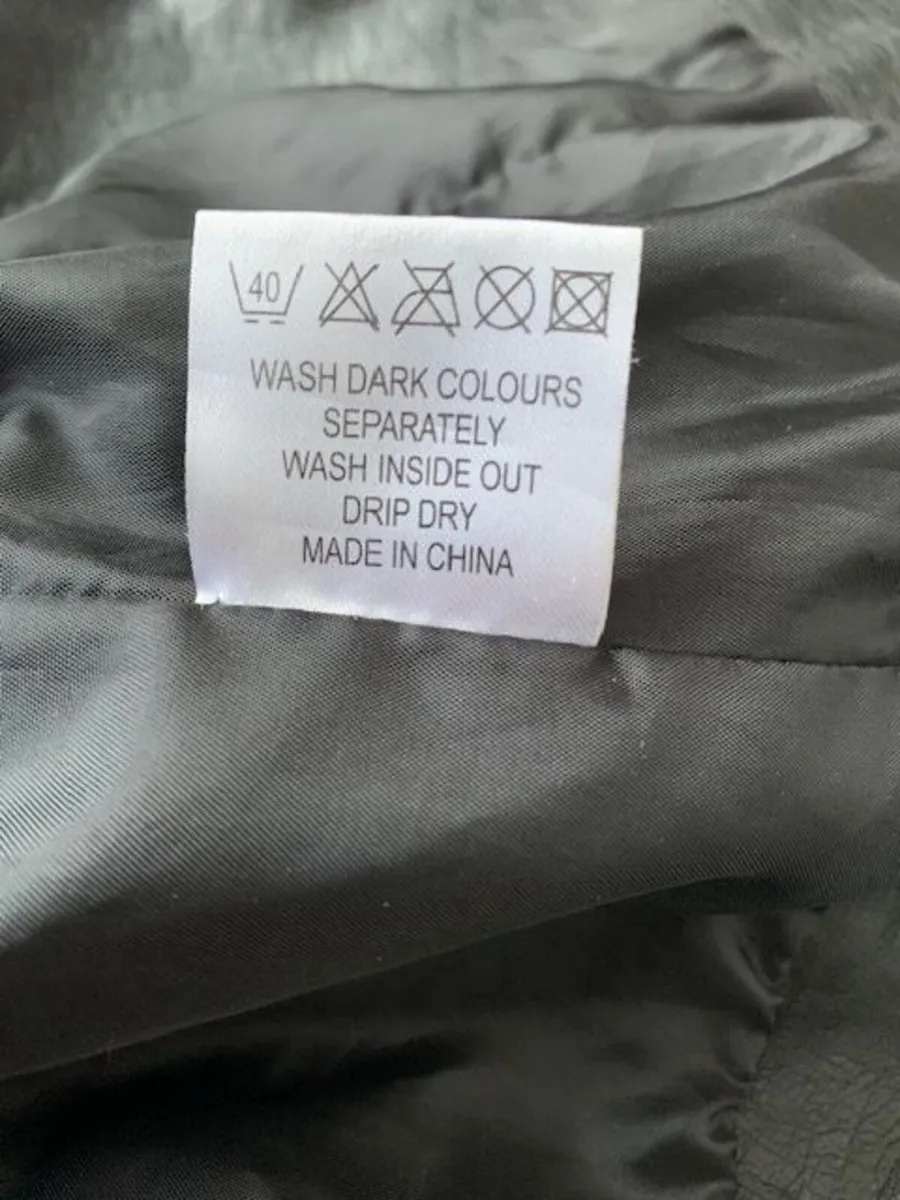 40
WASH DARK COLOURS
SEPARATELY
WASH INSIDE OUT
DRIP DRY
MADE IN CHINA